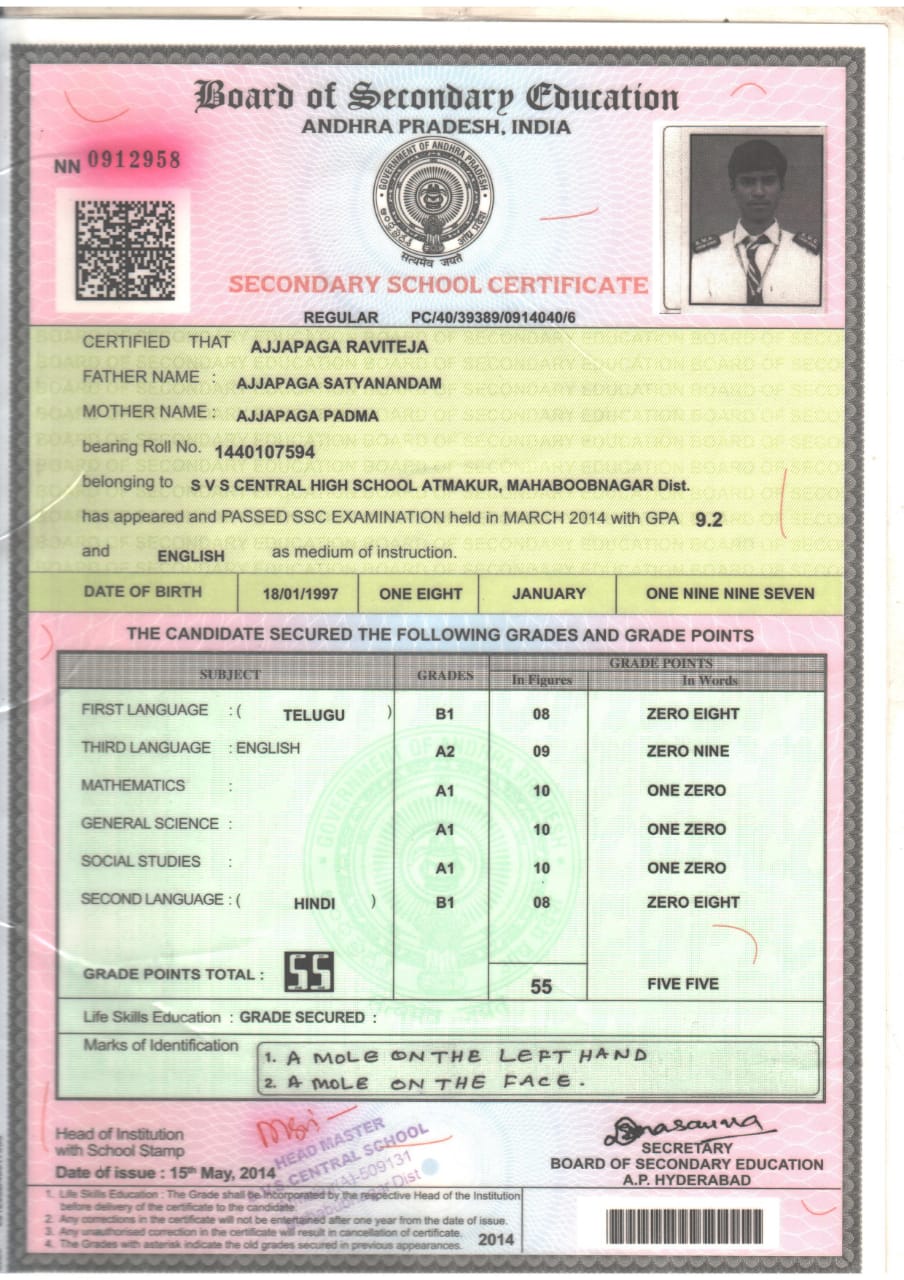 Board of Secondary Education
ANDHRA PRADESH, INDIA
NN 0912958
GOVERNMENT OF ANDHRA PRADESH
सत्यमेव जयते
SECONDARY SCHOOL CERTIFICATE
REGULAR PC/40/39389/0914040/6
CERTIFIED THAT AJJAPAGA RAVITEJA
FATHER NAME : AJJAPAGA SATYANANDAM
MOTHER NAME : AJJAPAGA PADMA
bearing Roll No. 1440107594
belonging to S V S CENTRAL HIGH SCHOOL ATMAKUR, MAHABOOBNAGAR Dist.
has appeared and PASSED SSC EXAMINATION held in MARCH 2014 with GPA 9.2
and ENGLISH as medium of instruction.
DATE OF BIRTH 18/01/1997 ONE EIGHT JANUARY ONE NINE NINE SEVEN
THE CANDIDATE SECURED THE FOLLOWING GRADES AND GRADE POINTS
SUBJECT GRADES GRADE POINTS
In Figures In Words
FIRST LANGUAGE : ( TELUGU ) B1 08 ZERO EIGHT
THIRD LANGUAGE : ENGLISH A2 09 ZERO NINE
MATHEMATICS : A1 10 ONE ZERO
GENERAL SCIENCE : A1 10 ONE ZERO
SOCIAL STUDIES : A1 10 ONE ZERO
SECOND LANGUAGE : ( HINDI ) B1 08 ZERO EIGHT
GRADE POINTS TOTAL : 55 55 FIVE FIVE
Life Skills Education : GRADE SECURED :
Marks of Identification
1. A MOLE ON THE LEFT HAND
2. A MOLE ON THE FACE.
Head of Institution
with School Stamp
HEAD MASTER
S CENTRAL SCHOOL
-509131
Dist
Date of issue : 15th May, 2014
SECRETARY
BOARD OF SECONDARY EDUCATION
A.P. HYDERABAD
1. Life Skills Education : The Grade shall be incorporated by the respective Head of the Institution
before delivery of the certificate to the candidate.
2. Any corrections in the certificate will not be entertained after one year from the date of issue.
3. Any unauthorised correction in the certificate will result in cancellation of certificate.
4. The Grades with asterisk indicate the old grades secured in previous appearances. 2014